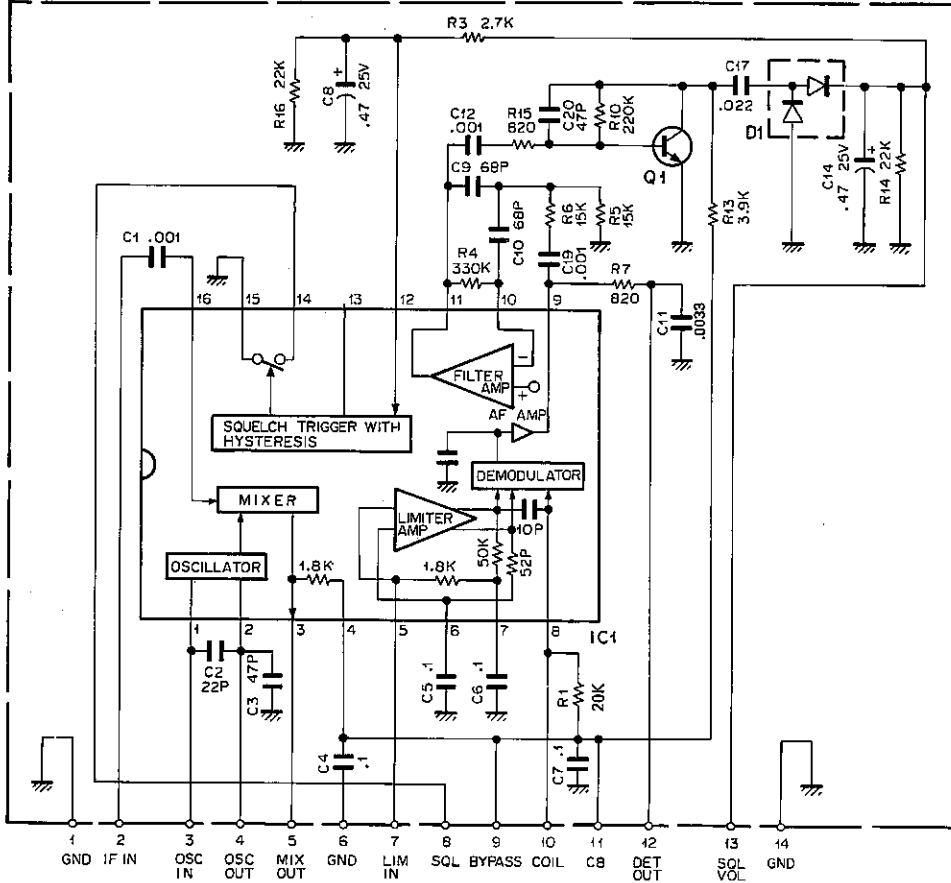 R3 2.7K
R16 22K
C8 .47 25V
+
C12 .001
R15 820
C20 47P
R10 220K
C17 .022
D1
Q1
C9 68P
C10 68P
R6 15K
R5 15K
R13 3.9K
C14 .47 25V
+
R14 22K
C1 .001
R4 330K
C19 .001
R7 820
C11 .0033
16 15 14 13 12 11 10 9
FILTER AMP
−
+
SQUELCH TRIGGER WITH HYSTERESIS
AF AMP
DEMODULATOR
MIXER
LIMITER AMP
10P
OSCILLATOR
1.8K
1.8K
50K
52P
1 2 3 4 5 6 7 8
IC1
C2 22P
C3 47P
C5 .1
C6 .1
R1 20K
C4 .1
C7 .1
1 2 3 4 5 6 7 8 9 10 11 12 13 14
GND
IF IN
OSC IN
OSC OUT
MIX OUT
GND
LIM IN
SQL
BYPASS
COIL
C8
DET OUT
SQL VOL
GND